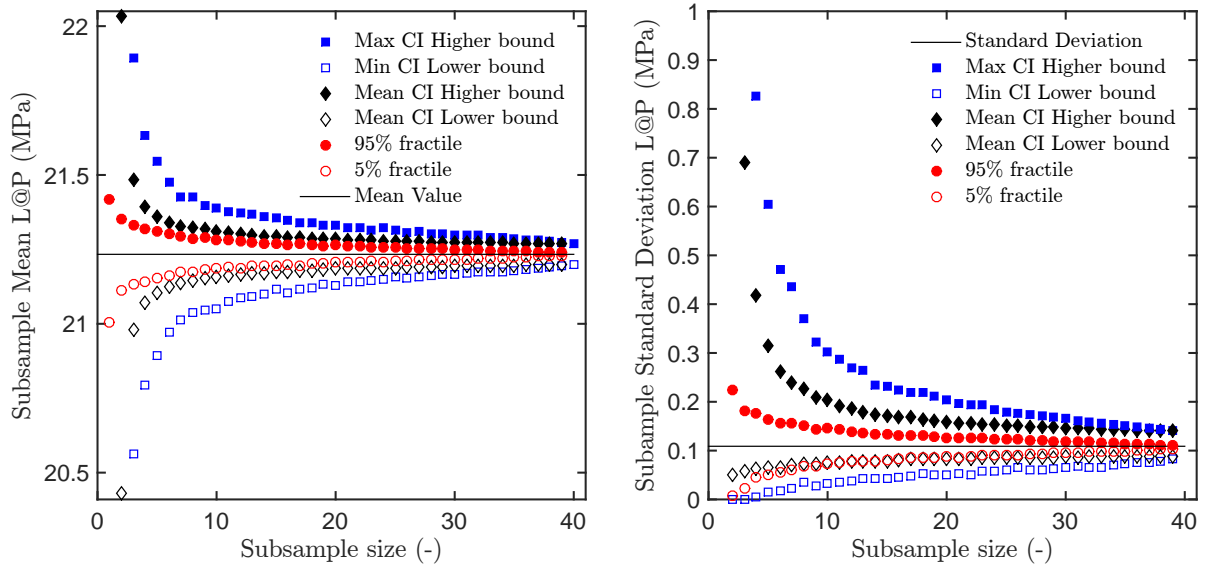 22
21.5
21
20.5
Subsample Mean L@P (MPa)
Max CI Higher bound
Min CI Lower bound
Mean CI Higher bound
Mean CI Lower bound
95% fractile
5% fractile
Mean Value
0
10
20
30
40
Subsample size (-)
1
0.9
0.8
0.7
0.6
0.5
0.4
0.3
0.2
0.1
0
Subsample Standard Deviation L@P (MPa)
Standard Deviation
Max CI Higher bound
Min CI Lower bound
Mean CI Higher bound
Mean CI Lower bound
95% fractile
5% fractile
0
10
20
30
40
Subsample size (-)